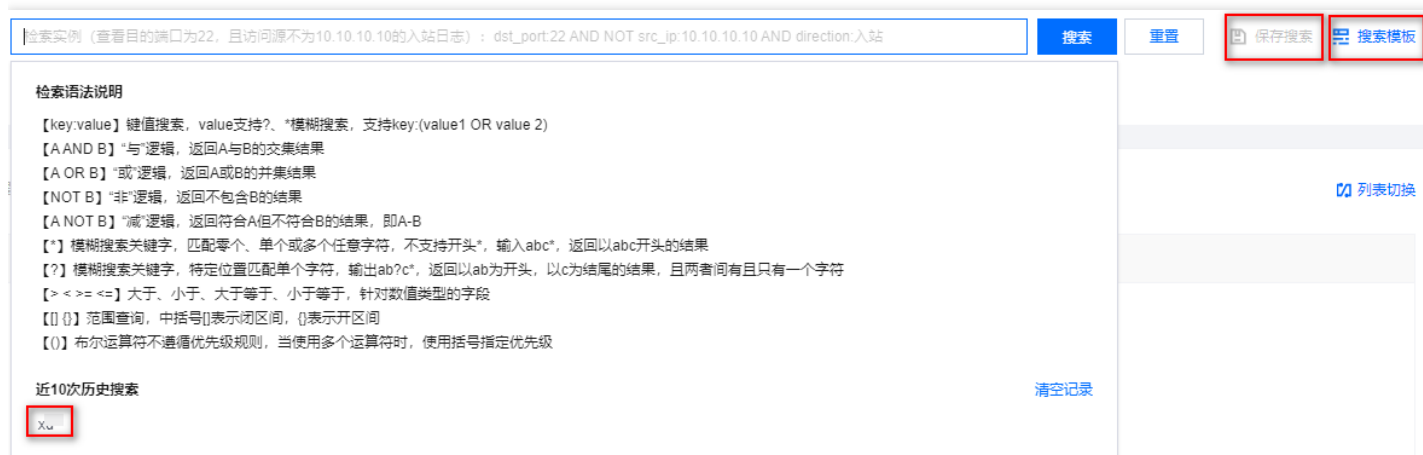 检索实例（查看目的端口为22，且访问源不为10.10.10.10的入站日志）：dst_port:22 AND NOT src_ip:10.10.10.10 AND direction:入站
搜索
重置
保存搜索
搜索模板
检索语法说明
【key:value】键值搜索，value支持?、*模糊搜索，支持key:(value1 OR value 2)
【A AND B】“与”逻辑，返回A与B的交集结果
【A OR B】“或”逻辑，返回A或B的并集结果
【NOT B】“非”逻辑，返回不包含B的结果
【A NOT B】“减”逻辑，返回符合A但不符合B的结果，即A-B
列表切换
【*】模糊搜索关键字，匹配零个、单个或多个任意字符，不支持开头*，输入abc*，返回以abc开头的结果
【?】模糊搜索关键字，特定位置匹配单个字符，输出ab?c*，返回以ab为开头，以c为结尾的结果，且两者间有且只有一个字符
【> < >= <=】大于、小于、大于等于、小于等于，针对数值类型的字段
【[] {}】范围查询，中括号[]表示闭区间，{}表示开区间
【()】布尔运算符不遵循优先级规则，当使用多个运算符时，使用括号指定优先级
近10次历史搜索
清空记录